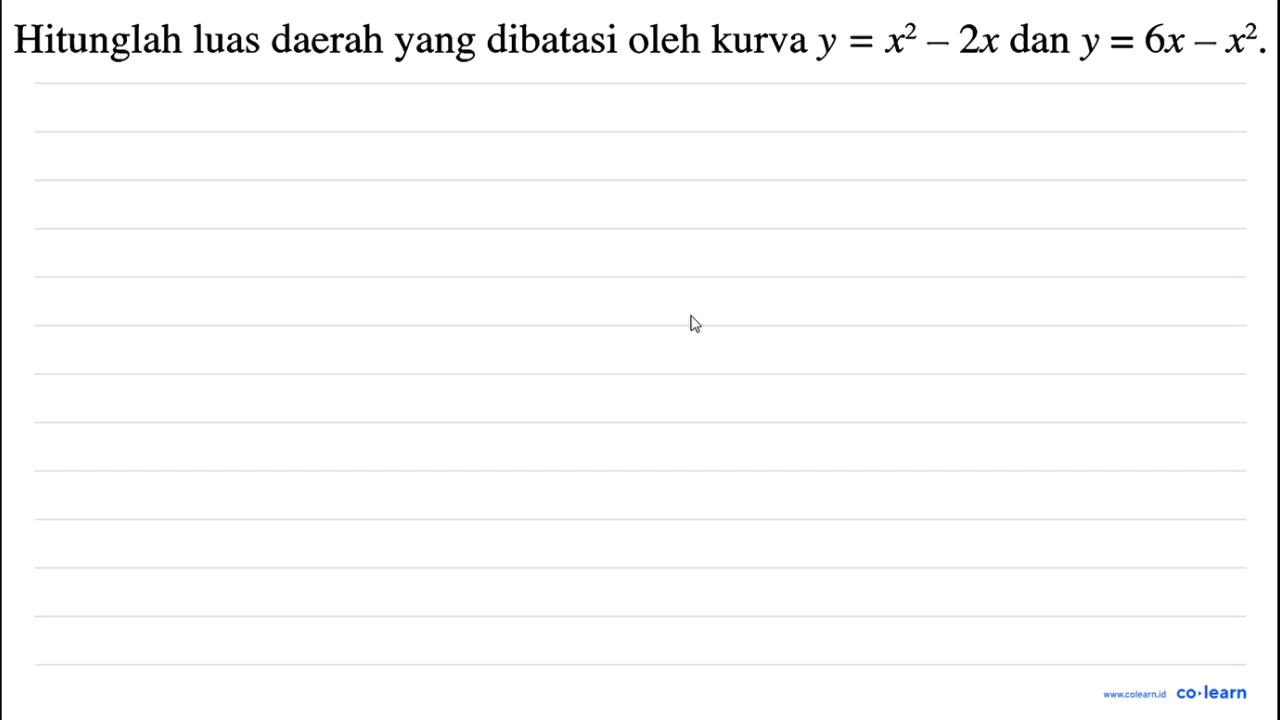 Hitunglah luas daerah yang dibatasi oleh kurva y = x² – 2x dan y = 6x – x².
www.colearn.id co·learn